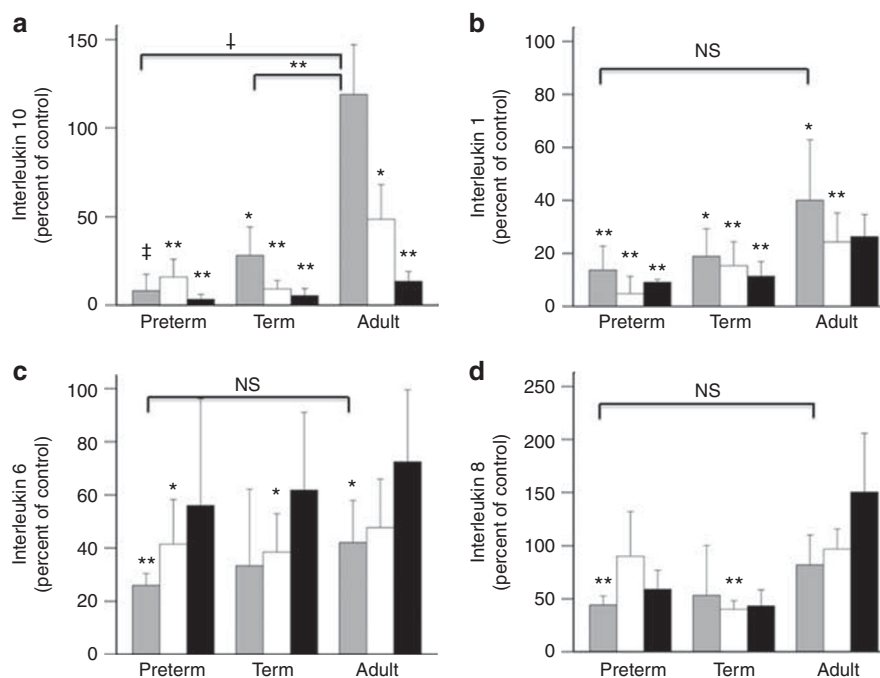 a
Interleukin 10
(percent of control)
150
100
50
0
‡
**
‡
**
**
*
**
**
*
**
Preterm
Term
Adult
b
Interleukin 1
(percent of control)
100
80
60
40
20
0
NS
**
**
**
*
**
**
*
**
Preterm
Term
Adult
c
Interleukin 6
(percent of control)
100
80
60
40
20
0
NS
**
*
*
*
Preterm
Term
Adult
d
Interleukin 8
(percent of control)
250
200
150
100
50
0
NS
**
**
Preterm
Term
Adult